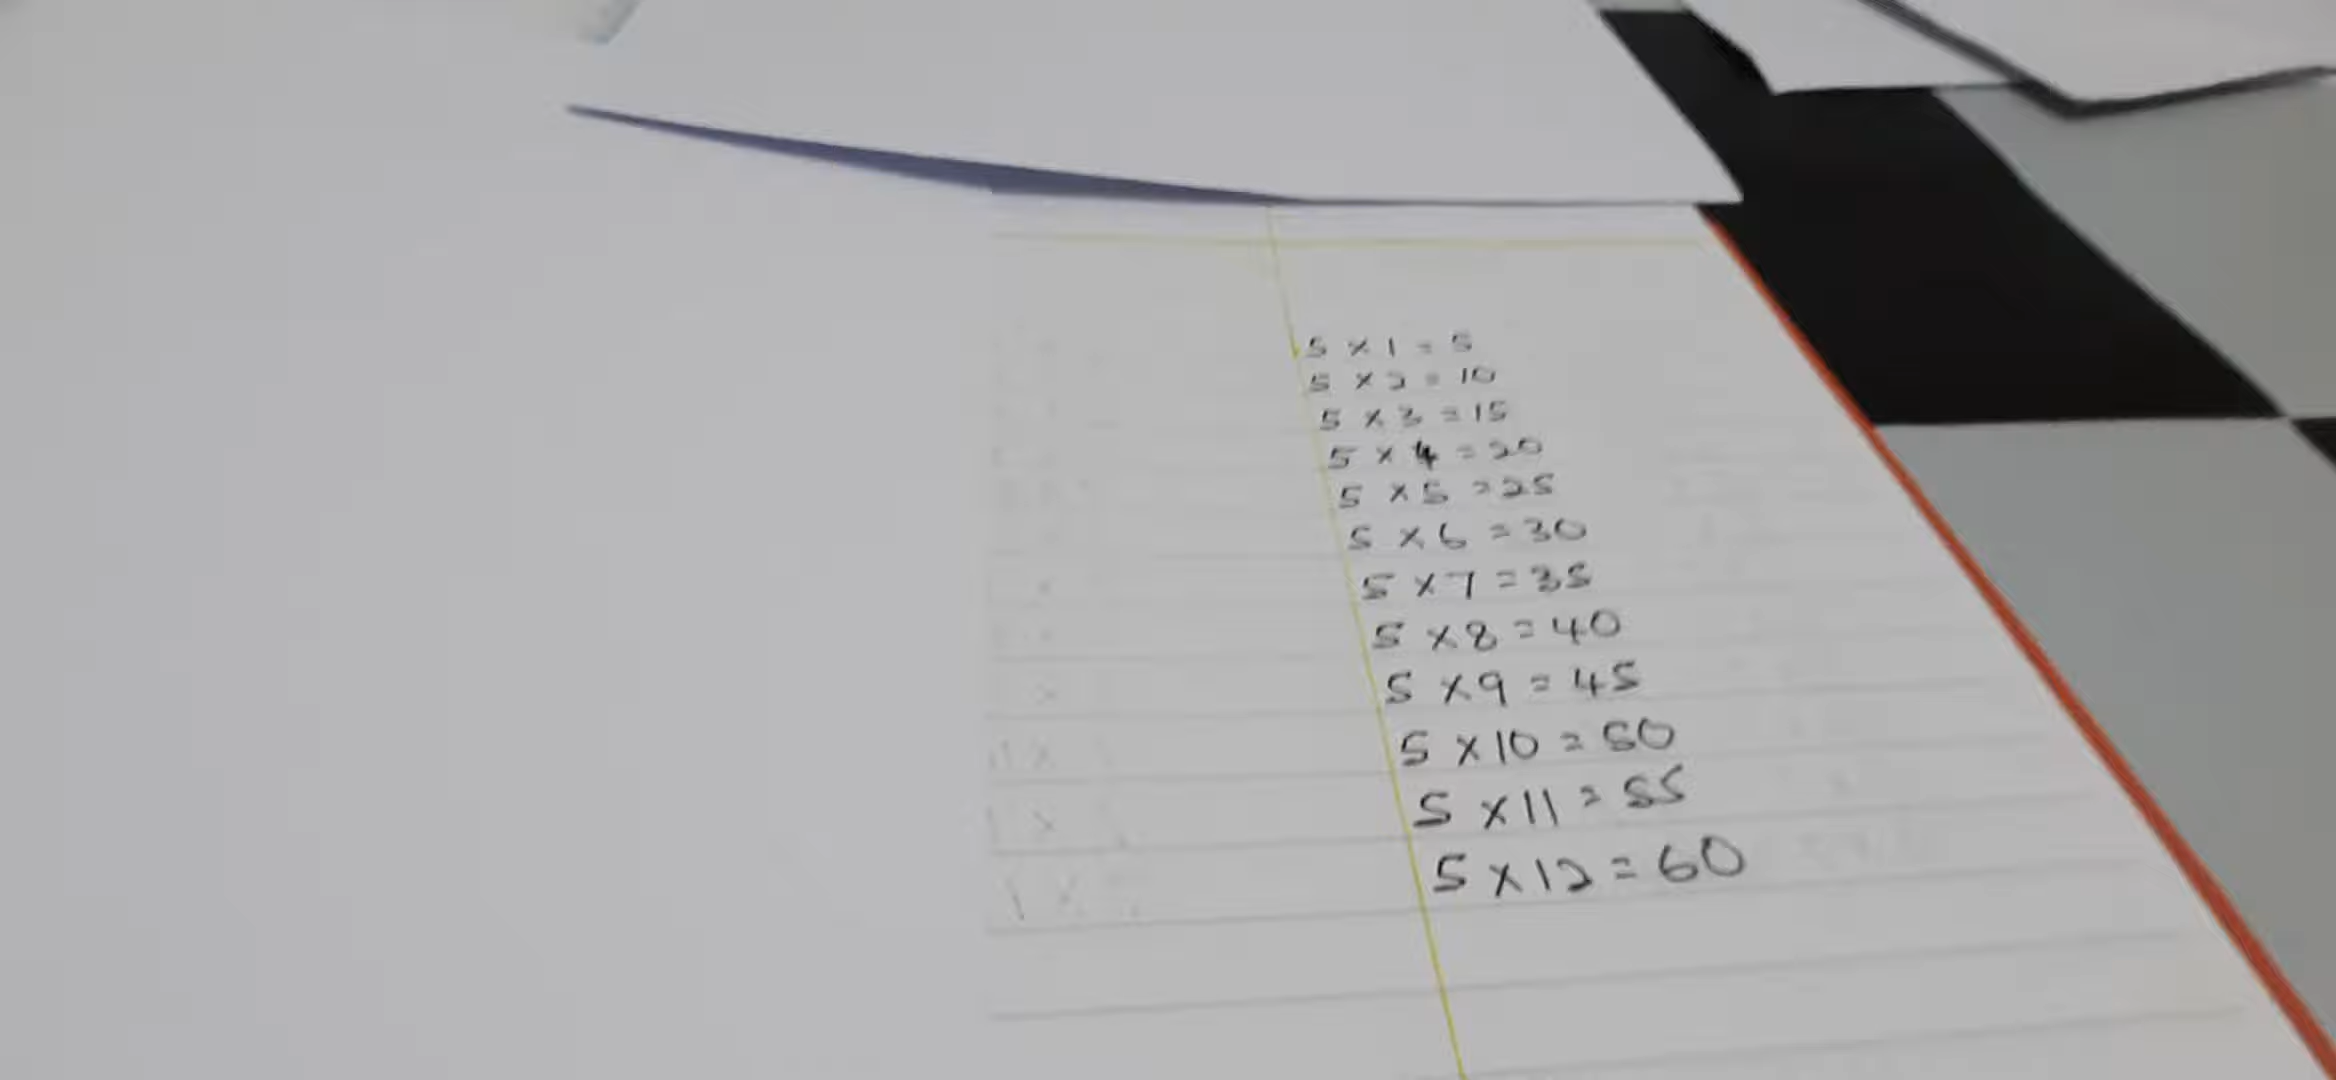 5 x 1 = 5
5 x 2 = 10
5 x 3 = 15
5 x 4 = 20
5 x 5 = 25
5 x 6 = 30
5 x 7 = 35
5 x 8 = 40
5 x 9 = 45
5 x 10 = 50
5 x 11 = 55
5 x 12 = 60